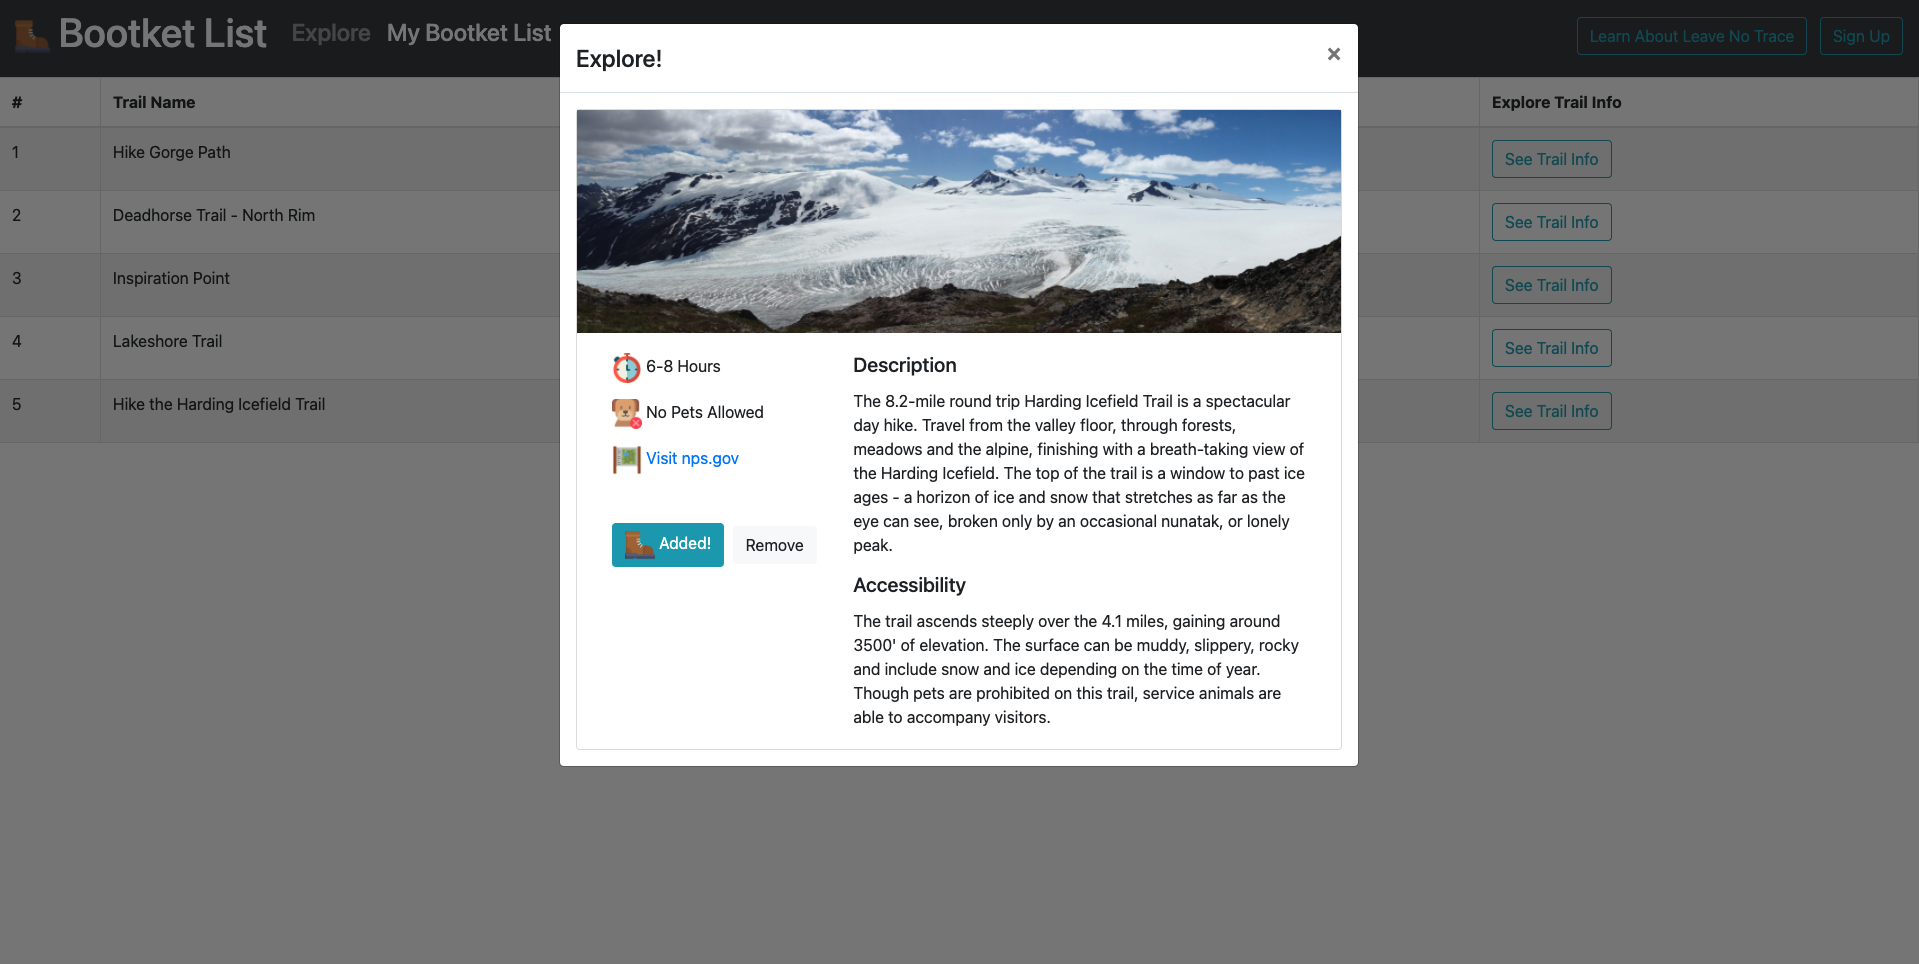 Bootket List Explore My Bootket List Learn About Leave No Trace Sign Up
# Trail Name Explore Trail Info
1 Hike Gorge Path See Trail Info
2 Deadhorse Trail - North Rim See Trail Info
3 Inspiration Point See Trail Info
4 Lakeshore Trail See Trail Info
5 Hike the Harding Icefield Trail See Trail Info
Explore! ×
6-8 Hours
No Pets Allowed
Visit nps.gov
Added! Remove
Description
The 8.2-mile round trip Harding Icefield Trail is a spectacular
day hike. Travel from the valley floor, through forests,
meadows and the alpine, finishing with a breath-taking view of
the Harding Icefield. The top of the trail is a window to past ice
ages - a horizon of ice and snow that stretches as far as the
eye can see, broken only by an occasional nunatak, or lonely
peak.
Accessibility
The trail ascends steeply over the 4.1 miles, gaining around
3500' of elevation. The surface can be muddy, slippery, rocky
and include snow and ice depending on the time of year.
Though pets are prohibited on this trail, service animals are
able to accompany visitors.